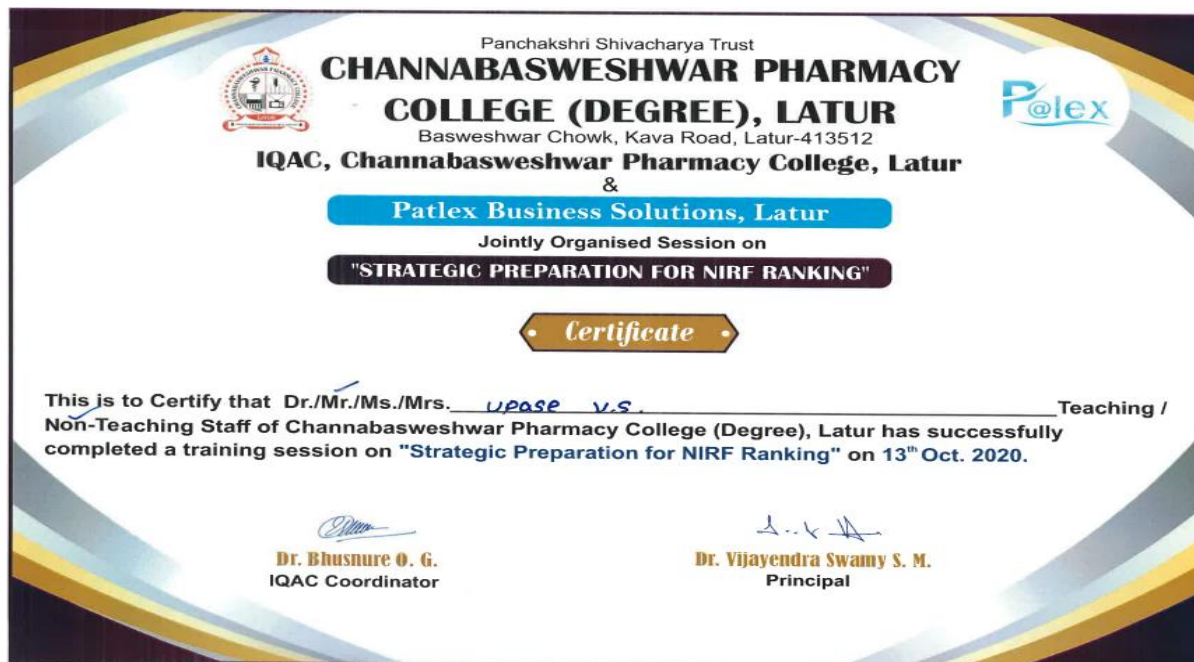 Panchakshri Shivacharya Trust
CHANNABASWESHWAR PHARMACY
COLLEGE (DEGREE), LATUR
Basweshwar Chowk, Kava Road, Latur-413512
IQAC, Channabasweshwar Pharmacy College, Latur
&
Patlex Business Solutions, Latur
Jointly Organised Session on
"STRATEGIC PREPARATION FOR NIRF RANKING"
Certificate
This is to Certify that Dr./Mr./Ms./Mrs. Upase V.S. Teaching /
Non-Teaching Staff of Channabasweshwar Pharmacy College (Degree), Latur has successfully
completed a training session on "Strategic Preparation for NIRF Ranking" on 13th Oct. 2020.
Dr. Bhusnure O. G.
IQAC Coordinator
Dr. Vijayendra Swamy S. M.
Principal
CHANNABASWESHWAR PHARMACY COLLEGE
LATUR
P@lex